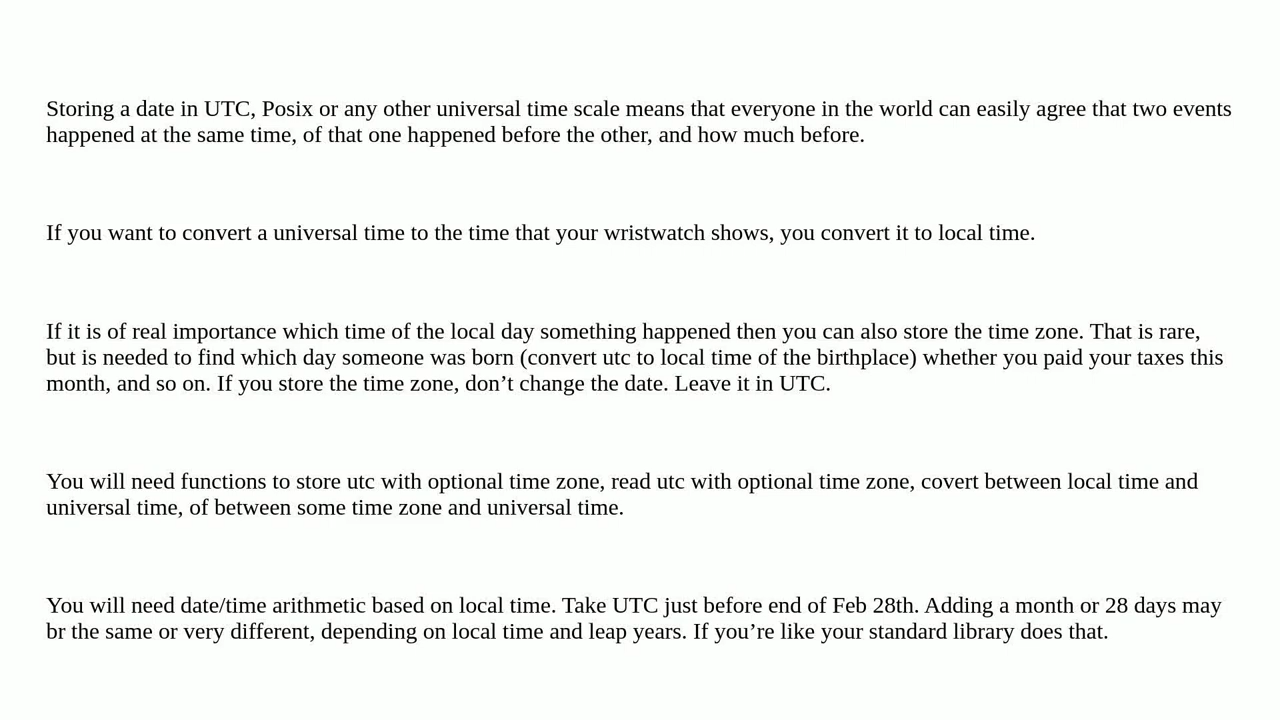 Storing a date in UTC, Posix or any other universal time scale means that everyone in the world can easily agree that two events
happened at the same time, of that one happened before the other, and how much before.
If you want to convert a universal time to the time that your wristwatch shows, you convert it to local time.
If it is of real importance which time of the local day something happened then you can also store the time zone. That is rare,
but is needed to find which day someone was born (convert utc to local time of the birthplace) whether you paid your taxes this
month, and so on. If you store the time zone, don’t change the date. Leave it in UTC.
You will need functions to store utc with optional time zone, read utc with optional time zone, covert between local time and
universal time, of between some time zone and universal time.
You will need date/time arithmetic based on local time. Take UTC just before end of Feb 28th. Adding a month or 28 days may
br the same or very different, depending on local time and leap years. If you’re like your standard library does that.